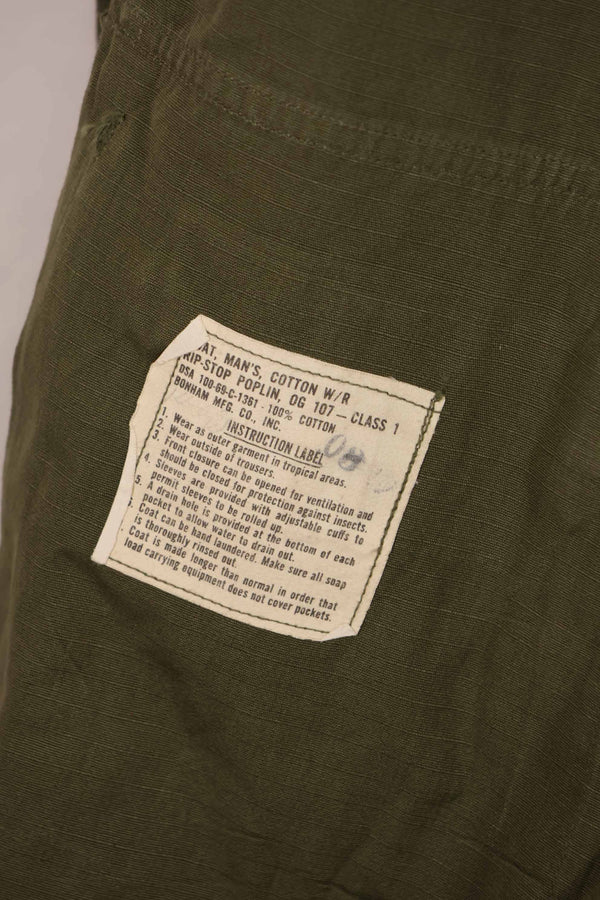 AT, MAN'S, COTTON W/R
RIP-STOP POPLIN, OG 107 — CLASS 1
DSA 100-69-C-1361 - 100% COTTON
BONHAM MFG. CO., INC.
INSTRUCTION LABEL
1. Wear as outer garment in tropical areas.
2. Wear outside of trousers.
3. Front closure can be opened for ventilation and
should be closed for protection against insects
4. Sleeves are provided with adjustable cuffs to
permit sleeves to be rolled up.
5. A drain hole is provided at the bottom of each
pocket to allow water to drain out.
Coat can be hand laundered. Make sure all soap
is thoroughly rinsed out.
Coat is made longer than normal in order that
load carrying equipment does not cover pockets.